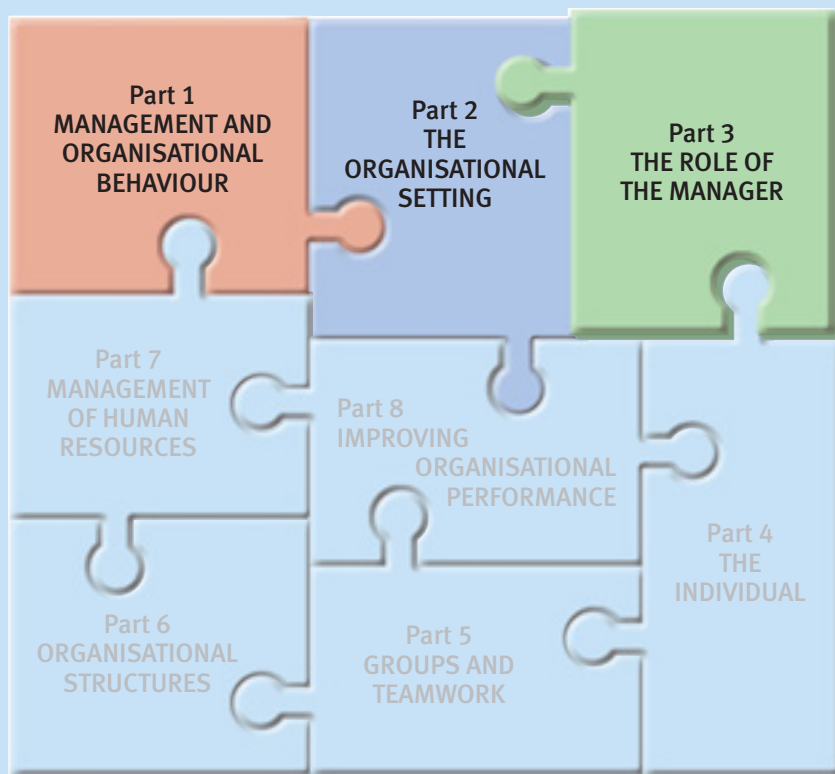 Part 1
MANAGEMENT AND
ORGANISATIONAL
BEHAVIOUR
Part 2
THE
ORGANISATIONAL
SETTING
Part 3
THE ROLE OF
THE MANAGER
Part 7
MANAGEMENT
OF HUMAN
RESOURCES
Part 8
IMPROVING
ORGANISATIONAL
PERFORMANCE
Part 4
THE
INDIVIDUAL
Part 6
ORGANISATIONAL
STRUCTURES
Part 5
GROUPS AND
TEAMWORK